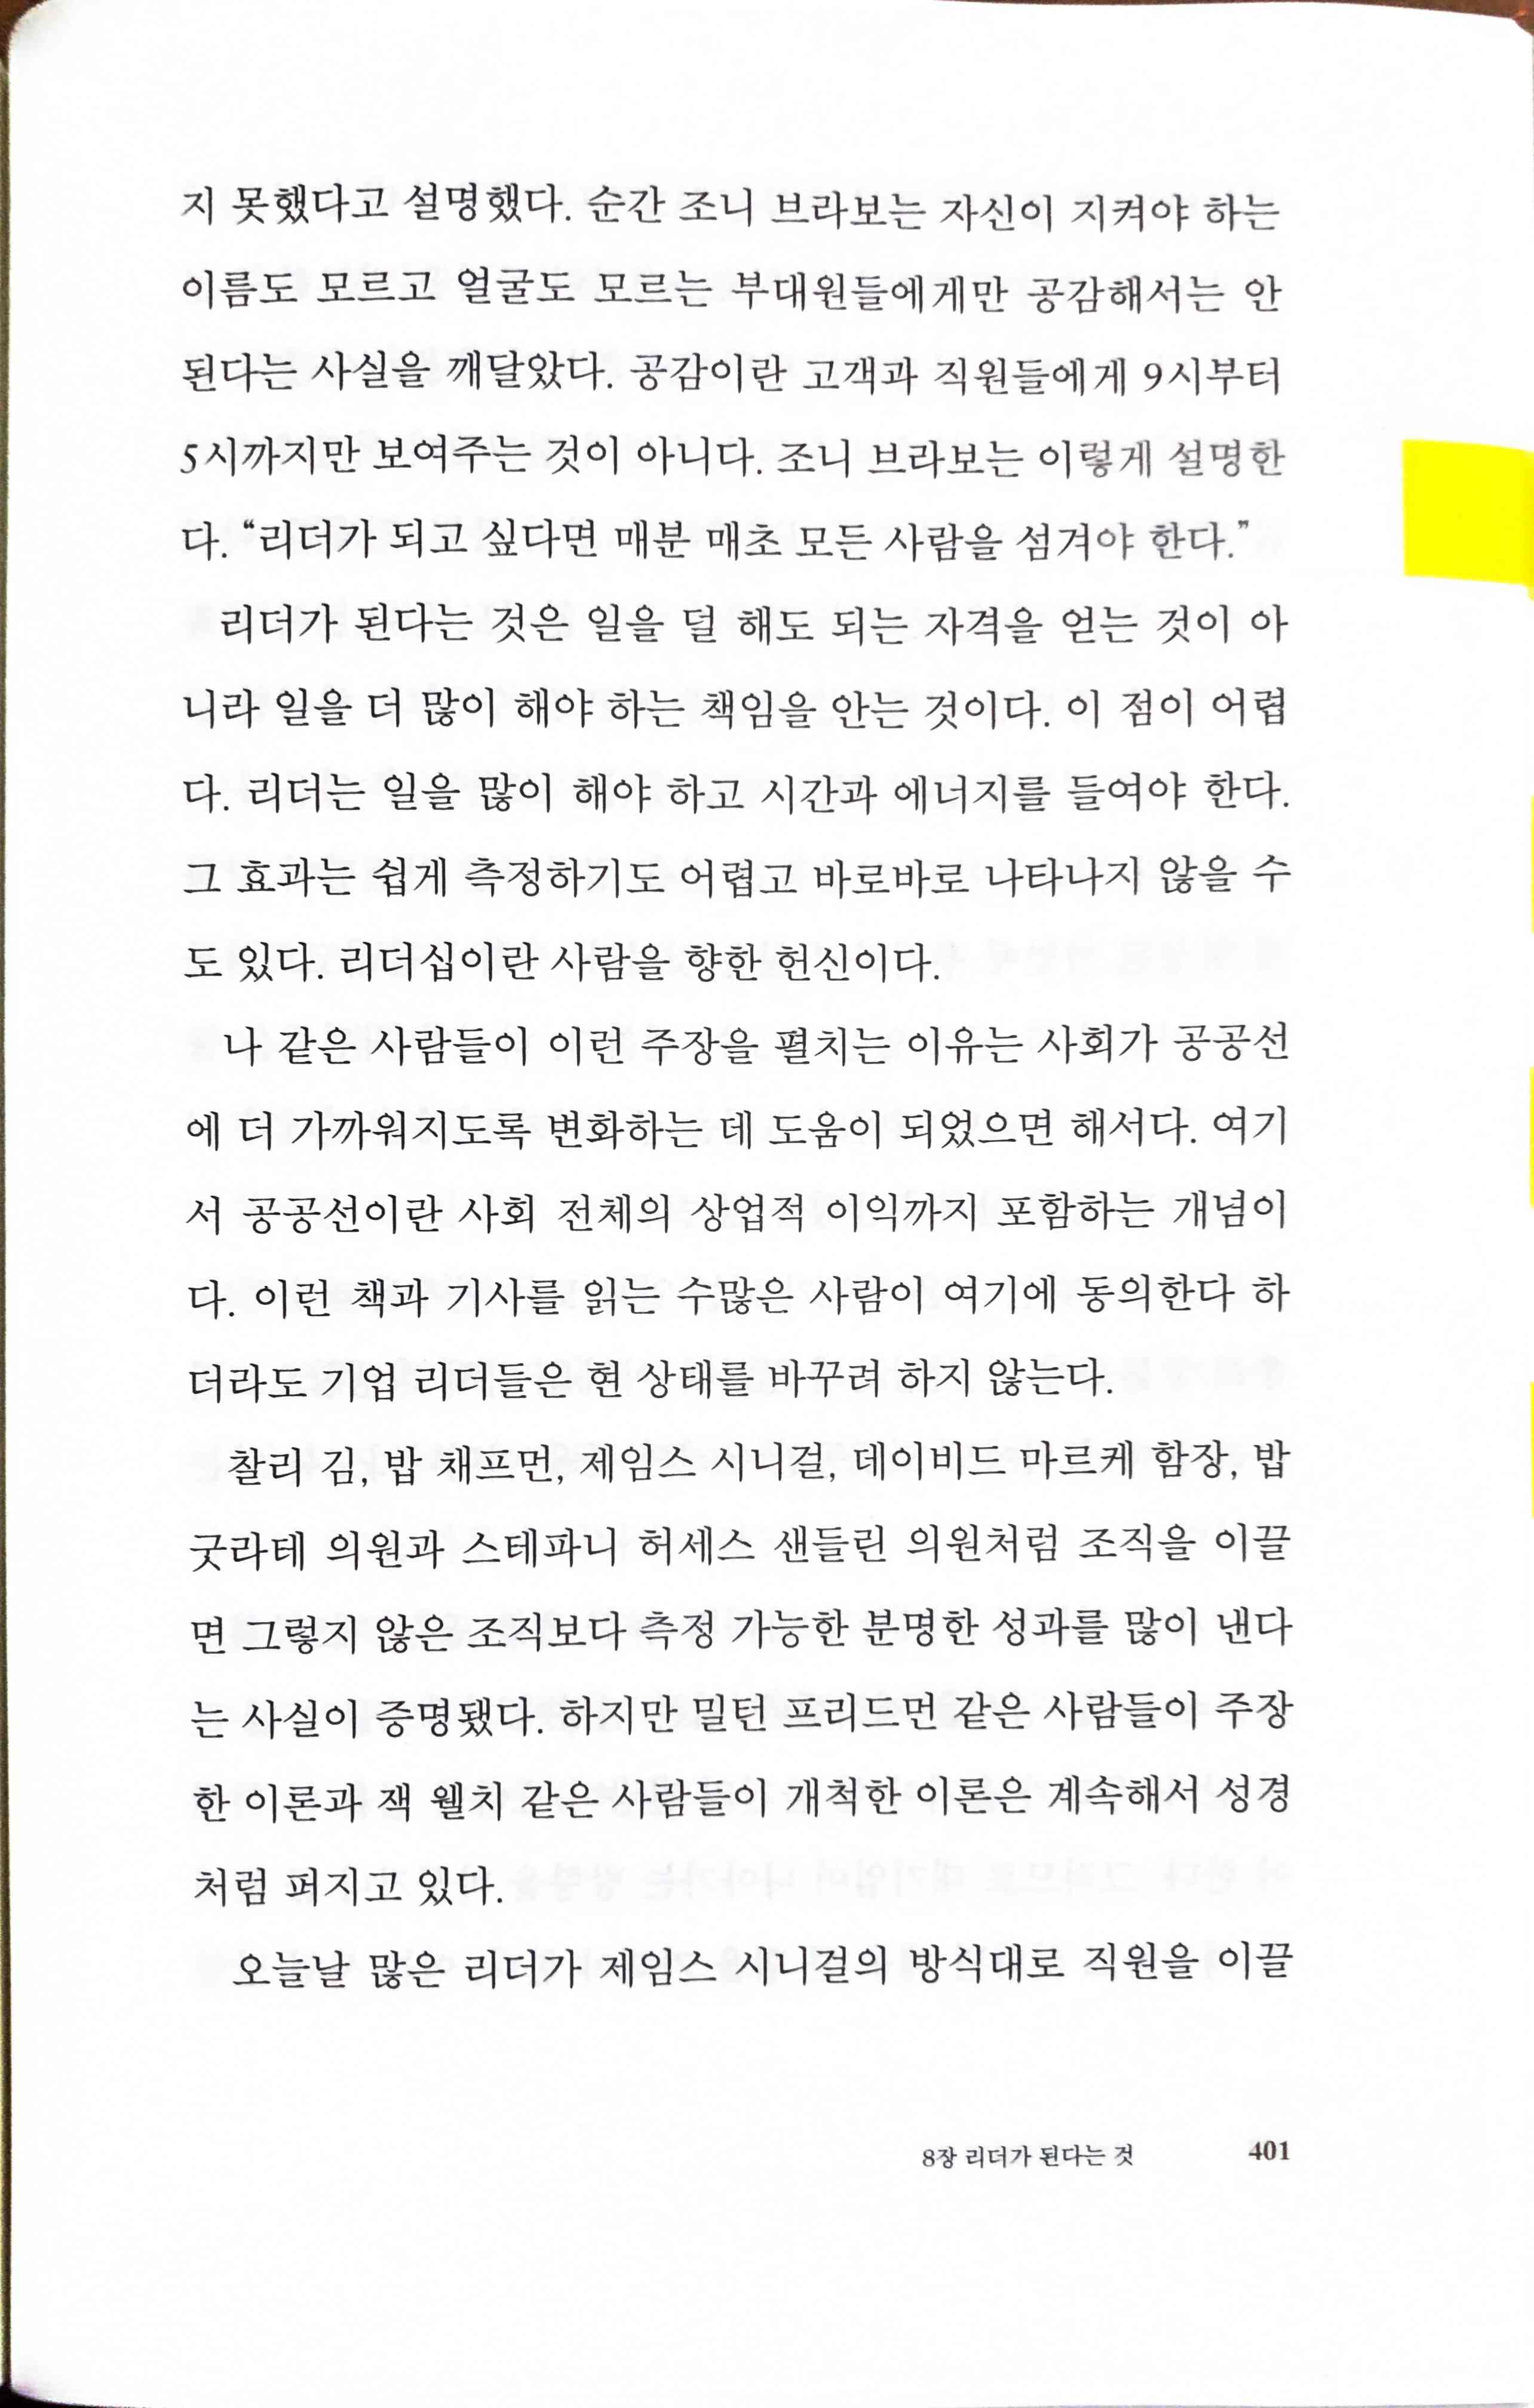 지 못했다고 설명했다. 순간 조니 브라보는 자신이 지켜야 하는
이름도 모르고 얼굴도 모르는 부대원들에게만 공감해서는 안
된다는 사실을 깨달았다. 공감이란 고객과 직원들에게 9시부터
5시까지만 보여주는 것이 아니다. 조니 브라보는 이렇게 설명한
다. “리더가 되고 싶다면 매분 매초 모든 사람을 섬겨야 한다.”
리더가 된다는 것은 일을 덜 해도 되는 자격을 얻는 것이 아
니라 일을 더 많이 해야 하는 책임을 안는 것이다. 이 점이 어렵
다. 리더는 일을 많이 해야 하고 시간과 에너지를 들여야 한다.
그 효과는 쉽게 측정하기도 어렵고 바로바로 나타나지 않을 수
도 있다. 리더십이란 사람을 향한 헌신이다.
나 같은 사람들이 이런 주장을 펼치는 이유는 사회가 공공선
에 더 가까워지도록 변화하는 데 도움이 되었으면 해서다. 여기
서 공공선이란 사회 전체의 상업적 이익까지 포함하는 개념이
다. 이런 책과 기사를 읽는 수많은 사람이 여기에 동의한다 하
더라도 기업 리더들은 현 상태를 바꾸려 하지 않는다.
찰리 김, 밥 채프먼, 제임스 시니걸, 데이비드 마르케 함장, 밥
굿라테 의원과 스테파니 허세스 샌들린 의원처럼 조직을 이끌
면 그렇지 않은 조직보다 측정 가능한 분명한 성과를 많이 낸다
는 사실이 증명됐다. 하지만 밀턴 프리드먼 같은 사람들이 주장
한 이론과 잭 웰치 같은 사람들이 개척한 이론은 계속해서 성경
처럼 퍼지고 있다.
오늘날 많은 리더가 제임스 시니걸의 방식대로 직원을 이끌
8장 리더가 된다는 것 401